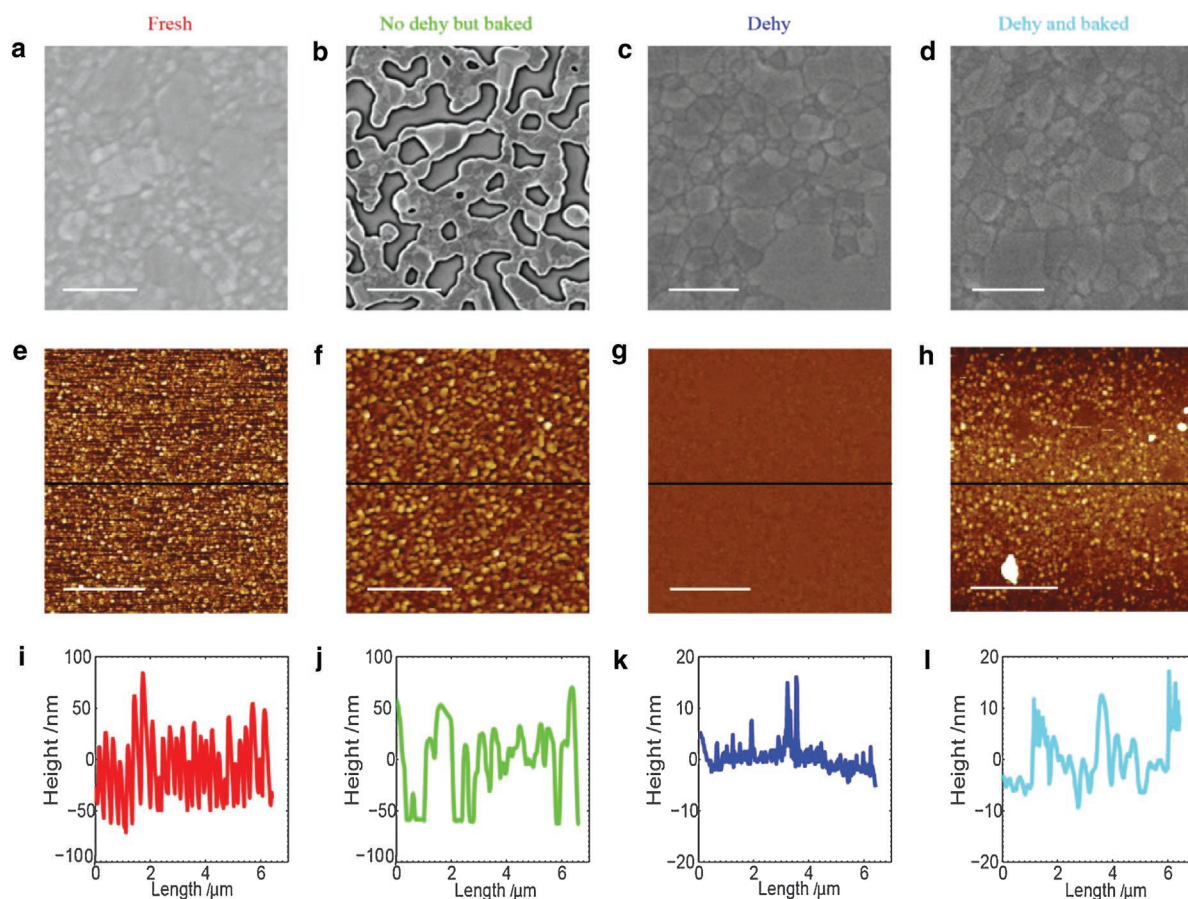 Fresh
No dehy but baked
Dehy
Dehy and baked
a
b
c
d
e
f
g
h
i
j
k
l
100
50
0
−50
−100
Height /nm
0 2 4 6
Length /μm
100
50
0
−50
−100
Height /nm
0 2 4 6
Length /μm
20
10
0
−10
−20
Height /nm
0 2 4 6
Length /μm
20
10
0
−10
−20
Height /nm
0 2 4 6
Length /μm